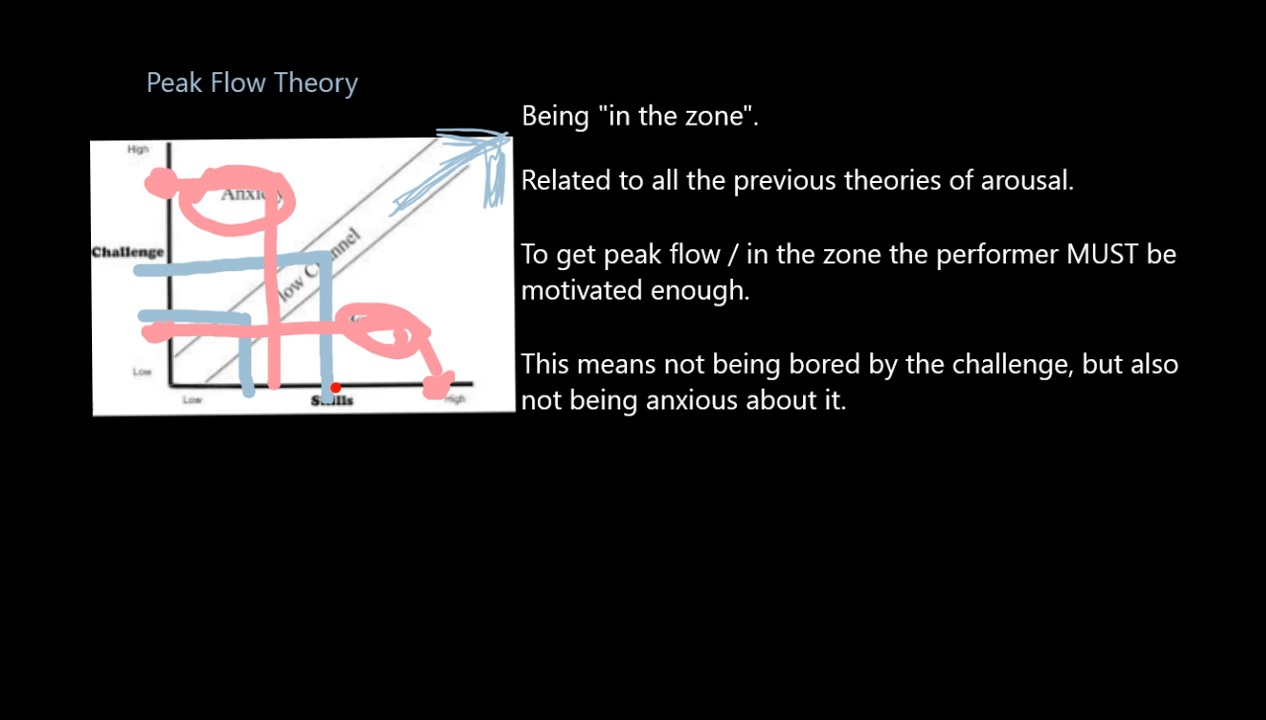 Peak Flow Theory
Being "in the zone".
High
Related to all the previous theories of arousal.
Challenge
To get peak flow / in the zone the performer MUST be
motivated enough.
This means not being bored by the challenge, but also
not being anxious about it.
Low
Low
High